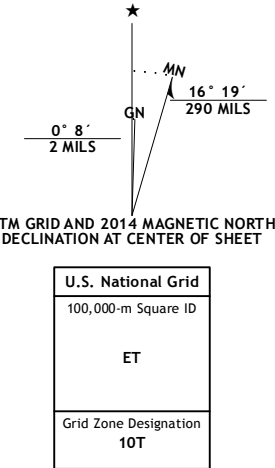 ★
MN
GN
0° 8´
2 MILS
16° 19´
290 MILS
TM GRID AND 2014 MAGNETIC NORTH
DECLINATION AT CENTER OF SHEET
U.S. National Grid
100,000-m Square ID
ET
Grid Zone Designation
10T